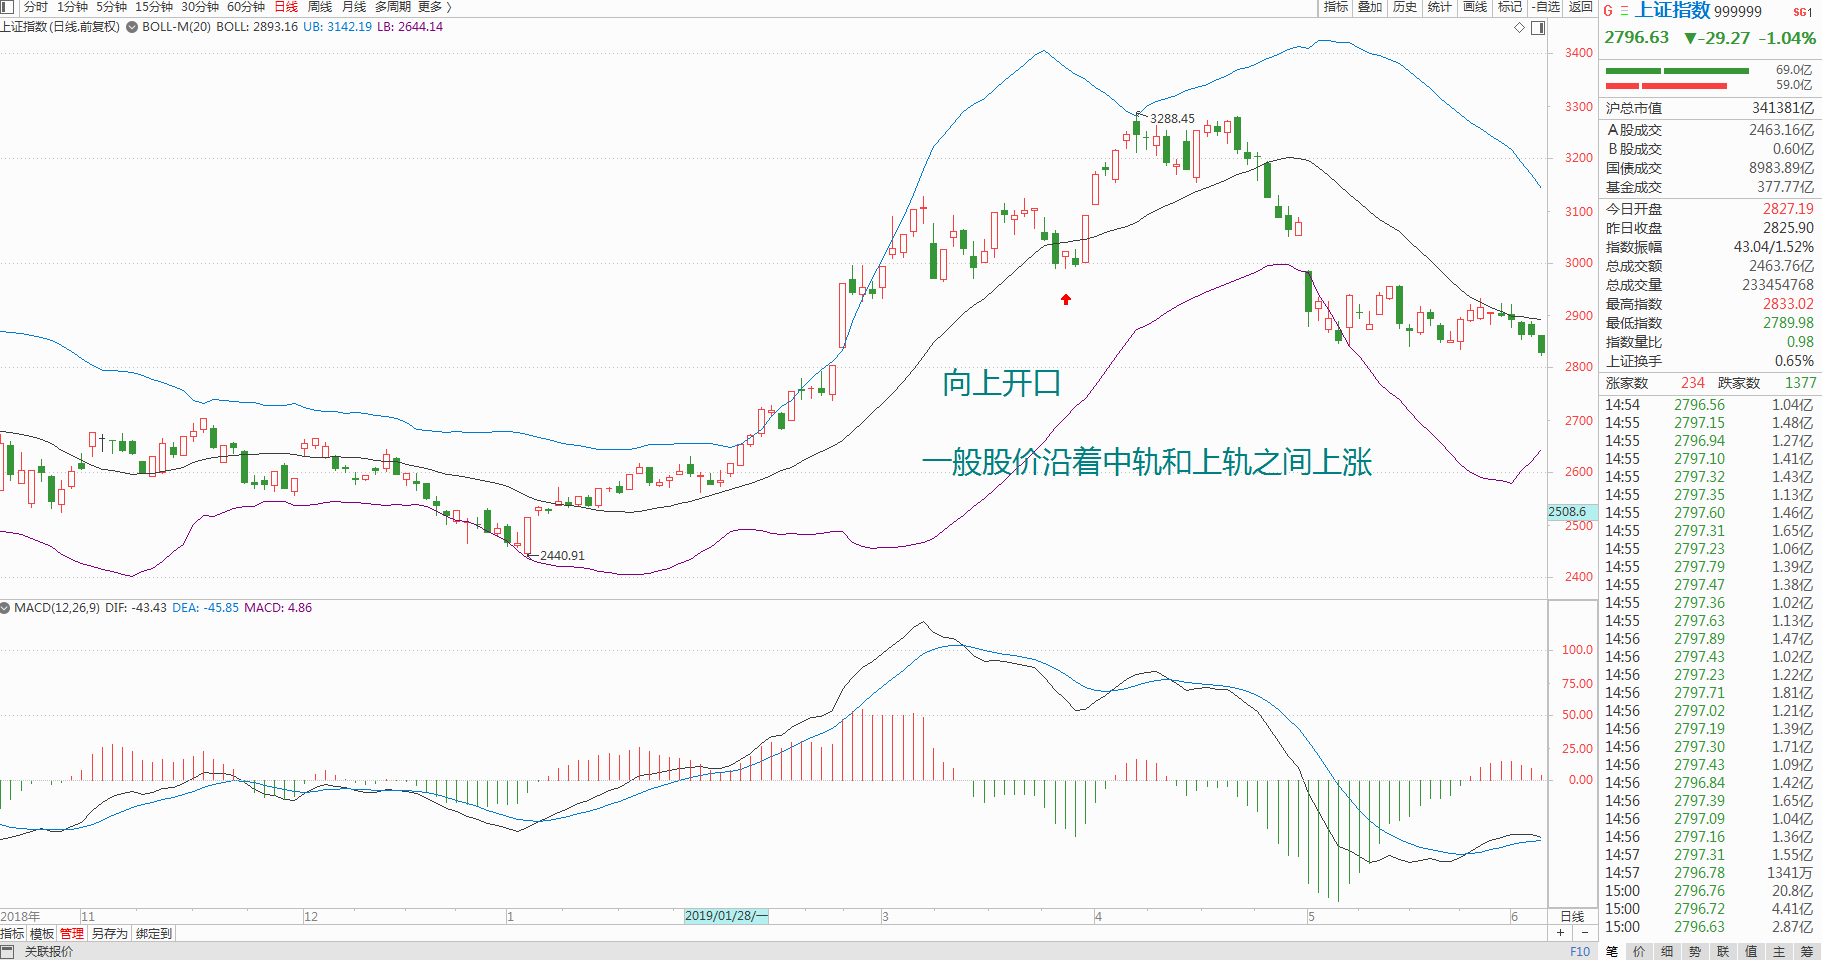 分时 1分钟 5分钟 15分钟 30分钟 60分钟 日线 周线 月线 多周期 更多 〉 指标 叠加 历史 统计 画线 标记 -自选 返回
上证指数(日线.前复权) BOLL-M(20) BOLL: 2893.16 UB: 3142.19 LB: 2644.14
3400
3300
3288.45
3200
3100
3000
2900
2800
向上开口
2700
一般股价沿着中轨和上轨之间上涨
2600
2508.6
2500
2440.91
2400
MACD(12,26,9) DIF: -43.43 DEA: -45.85 MACD: 4.86
100.0
75.00
50.00
25.00
0.00
2018年 11 12 1 2019/01/28/一 3 4 5 6 日线
指标 模板 管理 另存为 绑定到 + -
关联报价 F10
G 上证指数 999999 SG1
2796.63 ▼-29.27 -1.04%
69.0亿
59.0亿
沪总市值 341381亿
A股成交 2463.16亿
B股成交 0.60亿
国债成交 8983.89亿
基金成交 377.77亿
今日开盘 2827.19
昨日收盘 2825.90
指数振幅 43.04/1.52%
总成交额 2463.76亿
总成交量 233454768
最高指数 2833.02
最低指数 2789.98
指数量比 0.98
上证换手 0.65%
涨家数 234 跌家数 1377
14:54 2796.56 1.04亿
14:55 2797.15 1.48亿
14:55 2796.94 1.27亿
14:55 2797.10 1.41亿
14:55 2797.32 1.43亿
14:55 2797.35 1.13亿
14:55 2797.60 1.46亿
14:55 2797.31 1.65亿
14:55 2797.23 1.06亿
14:55 2797.79 1.39亿
14:55 2797.47 1.38亿
14:55 2797.36 1.02亿
14:55 2797.63 1.13亿
14:56 2797.89 1.47亿
14:56 2797.43 1.02亿
14:56 2797.23 1.22亿
14:56 2797.71 1.81亿
14:56 2797.02 1.21亿
14:56 2797.19 1.39亿
14:56 2797.30 1.71亿
14:56 2797.43 1.09亿
14:56 2796.84 1.42亿
14:56 2797.39 1.65亿
14:56 2797.09 1.04亿
14:56 2797.16 1.36亿
14:57 2797.31 1.55亿
14:57 2796.78 1341万
15:00 2796.76 20.8亿
15:00 2796.72 4.41亿
15:00 2796.63 2.87亿
笔 价 细 势 联 值 主 筹